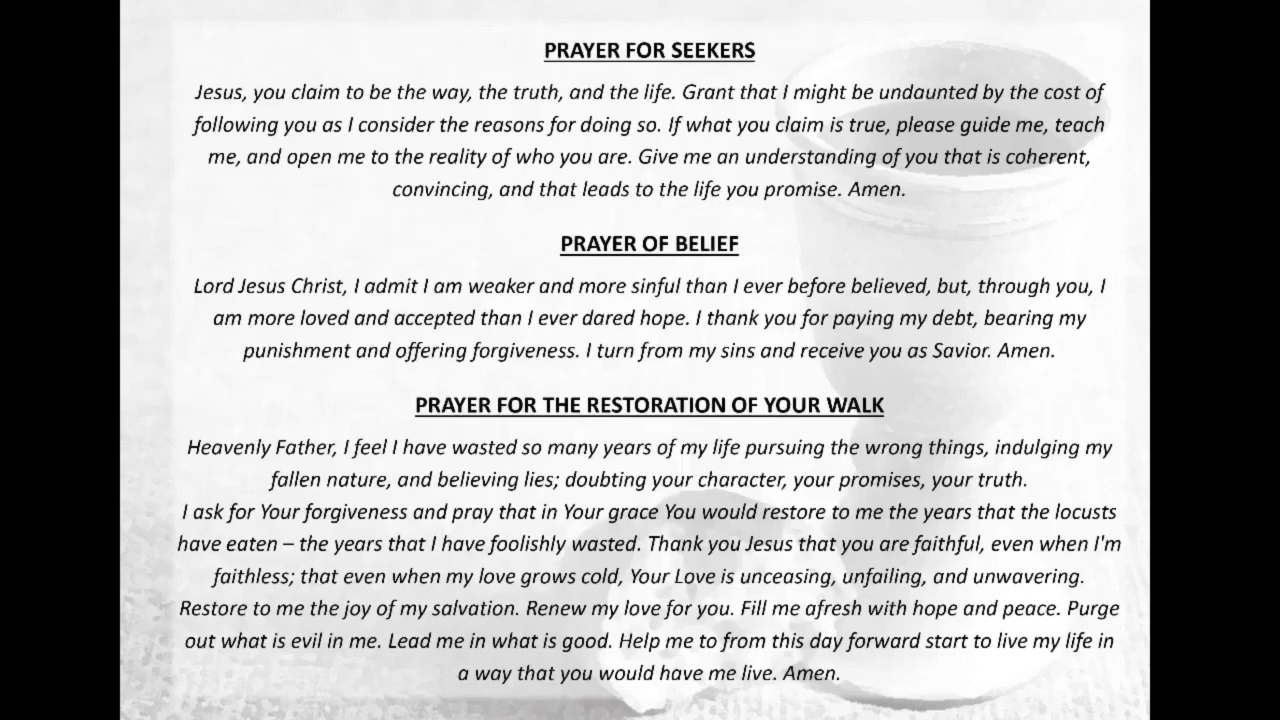 PRAYER FOR SEEKERS
Jesus, you claim to be the way, the truth, and the life. Grant that I might be undaunted by the cost of
following you as I consider the reasons for doing so. If what you claim is true, please guide me, teach
me, and open me to the reality of who you are. Give me an understanding of you that is coherent,
convincing, and that leads to the life you promise. Amen.
PRAYER OF BELIEF
Lord Jesus Christ, I admit I am weaker and more sinful than I ever before believed, but, through you, I
am more loved and accepted than I ever dared hope. I thank you for paying my debt, bearing my
punishment and offering forgiveness. I turn from my sins and receive you as Savior. Amen.
PRAYER FOR THE RESTORATION OF YOUR WALK
Heavenly Father, I feel I have wasted so many years of my life pursuing the wrong things, indulging my
fallen nature, and believing lies; doubting your character, your promises, your truth.
I ask for Your forgiveness and pray that in Your grace You would restore to me the years that the locusts
have eaten – the years that I have foolishly wasted. Thank you Jesus that you are faithful, even when I'm
faithless; that even when my love grows cold, Your Love is unceasing, unfailing, and unwavering.
Restore to me the joy of my salvation. Renew my love for you. Fill me afresh with hope and peace. Purge
out what is evil in me. Lead me in what is good. Help me to from this day forward start to live my life in
a way that you would have me live. Amen.